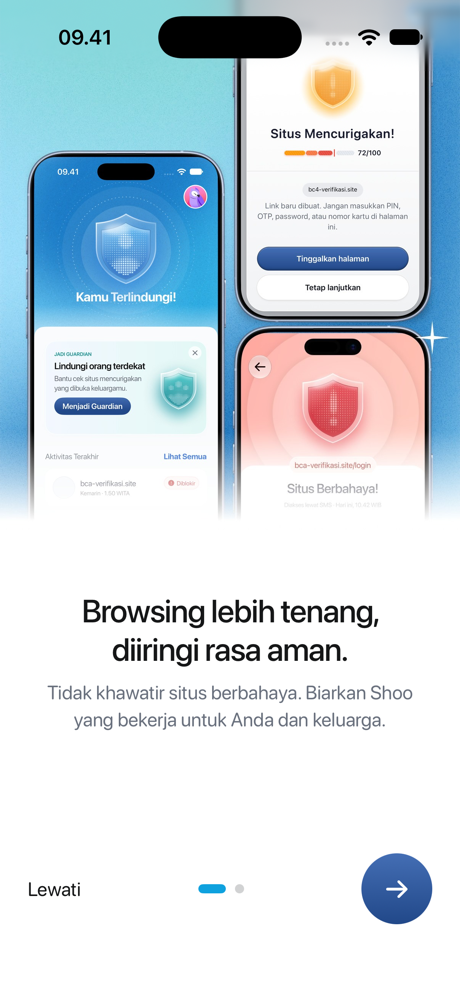 09.41
Situs Mencurigakan!
72/100
bc4-verifikasi.site
Link baru dibuat. Jangan masukkan PIN,
OTP, password, atau nomor kartu di halaman
ini.
Tinggalkan halaman
Tetap lanjutkan
09.41
Kamu Terlindungi!
JADI GUARDIAN
Lindungi orang terdekat
Bantu cek situs mencurigakan
yang dibuka keluargamu.
Menjadi Guardian
Aktivitas Terakhir
Lihat Semua
bca-verifikasi.site
Diblokir
bca-verifikasi.site/login
Situs Berbahaya!
Browsing lebih tenang,
diiringi rasa aman.
Tidak khawatir situs berbahaya. Biarkan Shoo
yang bekerja untuk Anda dan keluarga.
Lewati